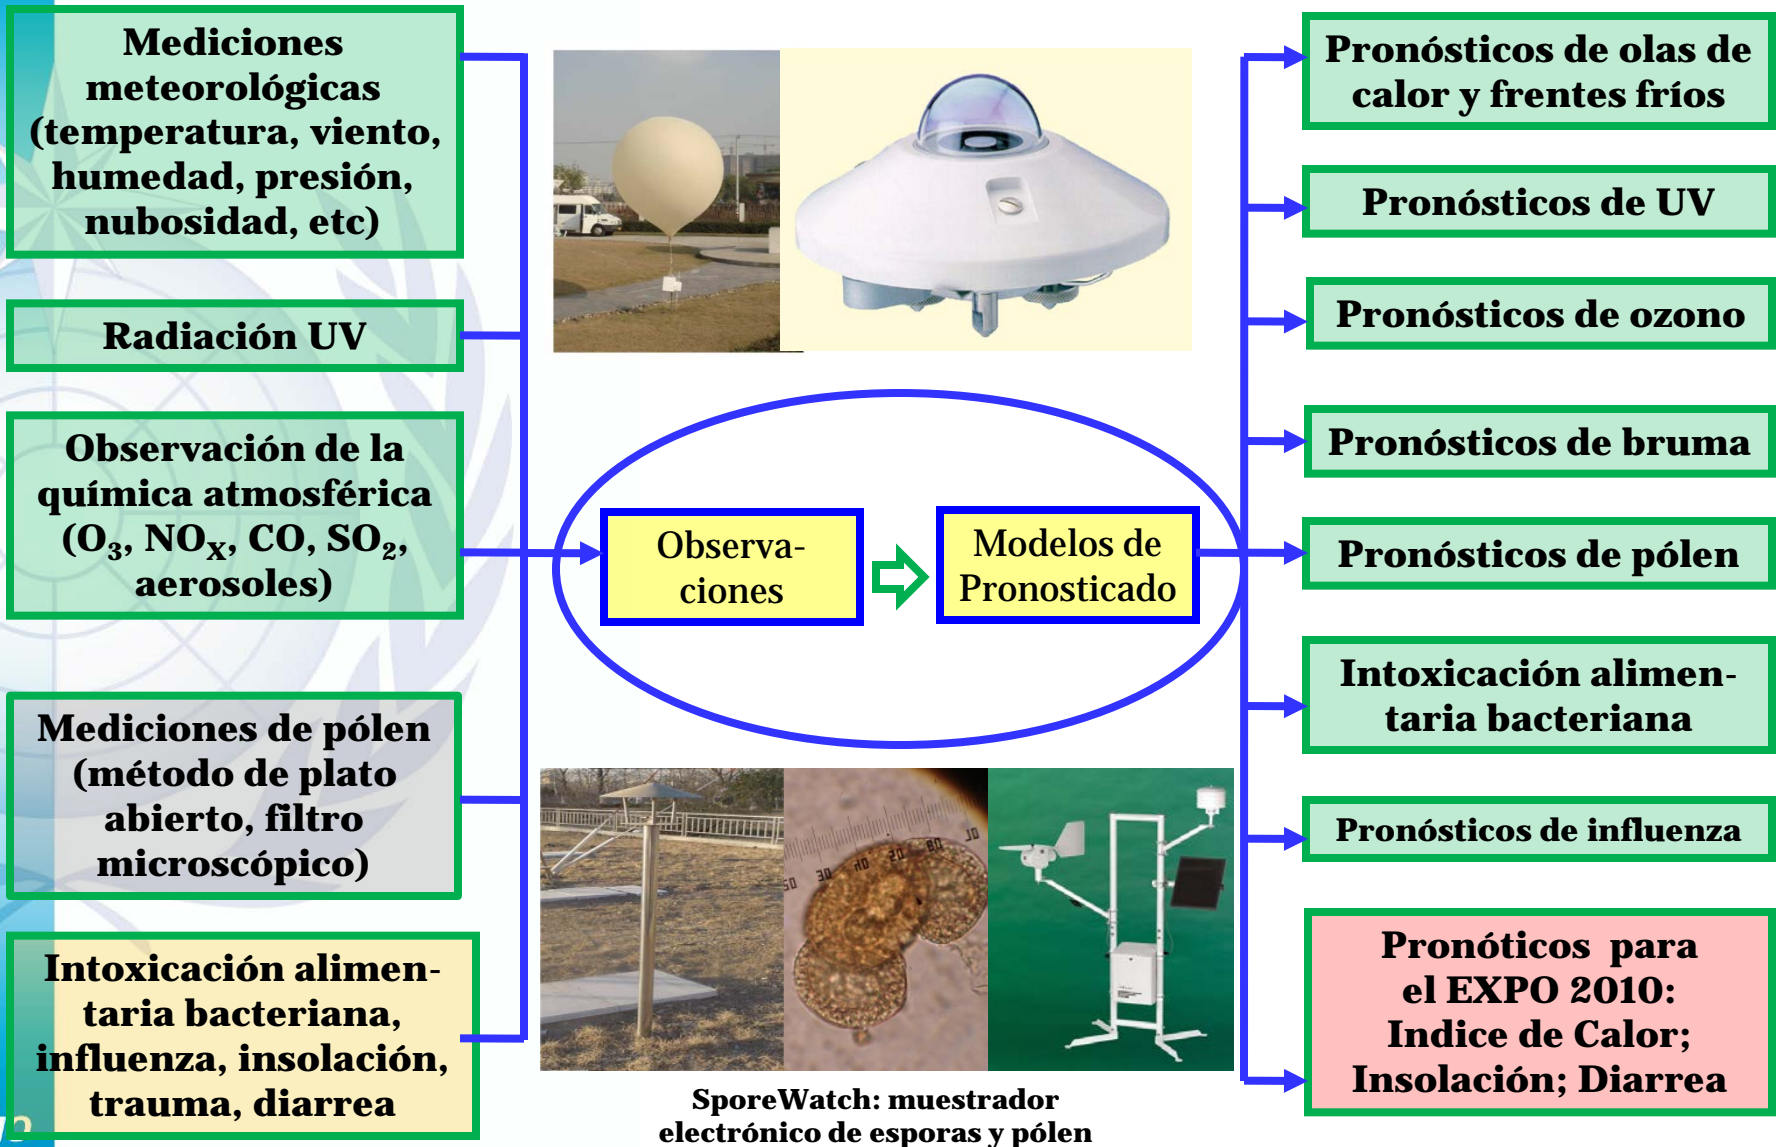 Mediciones
meteorológicas
(temperatura, viento,
humedad, presión,
nubosidad, etc)
Radiación UV
Observación de la
química atmosférica
(O₃, NOₓ, CO, SO₂,
aerosoles)
Mediciones de pólen
(método de plato
abierto, filtro
microscópico)
Intoxicación alimen-
taria bacteriana,
influenza, insolación,
trauma, diarrea
Observa-
ciones
Modelos de
Pronosticado
SporeWatch: muestrador
electrónico de esporas y pólen
Pronósticos de olas de
calor y frentes fríos
Pronósticos de UV
Pronósticos de ozono
Pronósticos de bruma
Pronósticos de pólen
Intoxicación alimen-
taria bacteriana
Pronósticos de influenza
Pronóticos para
el EXPO 2010:
Indice de Calor;
Insolación; Diarrea